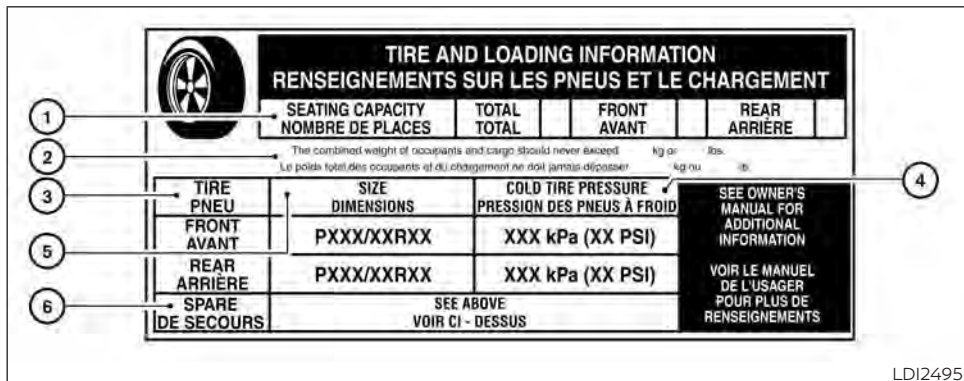 TIRE AND LOADING INFORMATION
RENSEIGNEMENTS SUR LES PNEUS ET LE CHARGEMENT
1
SEATING CAPACITY
NOMBRE DE PLACES
TOTAL
TOTAL
FRONT
AVANT
REAR
ARRIÈRE
2
The combined weight of occupants and cargo should never exceed kg or lbs.
Le poids total des occupants et du chargement ne doit jamais dépasser kg ou lb.
3
TIRE
PNEU
5
SIZE
DIMENSIONS
COLD TIRE PRESSURE
PRESSION DES PNEUS À FROID
4
FRONT
AVANT
PXXX/XXRXX
XXX kPa (XX PSI)
REAR
ARRIÈRE
PXXX/XXRXX
XXX kPa (XX PSI)
6
SPARE
DE SECOURS
SEE ABOVE
VOIR CI - DESSUS
SEE OWNER'S
MANUAL FOR
ADDITIONAL
INFORMATION
VOIR LE MANUEL
DE L'USAGER
POUR PLUS DE
RENSEIGNEMENTS
LDI2495